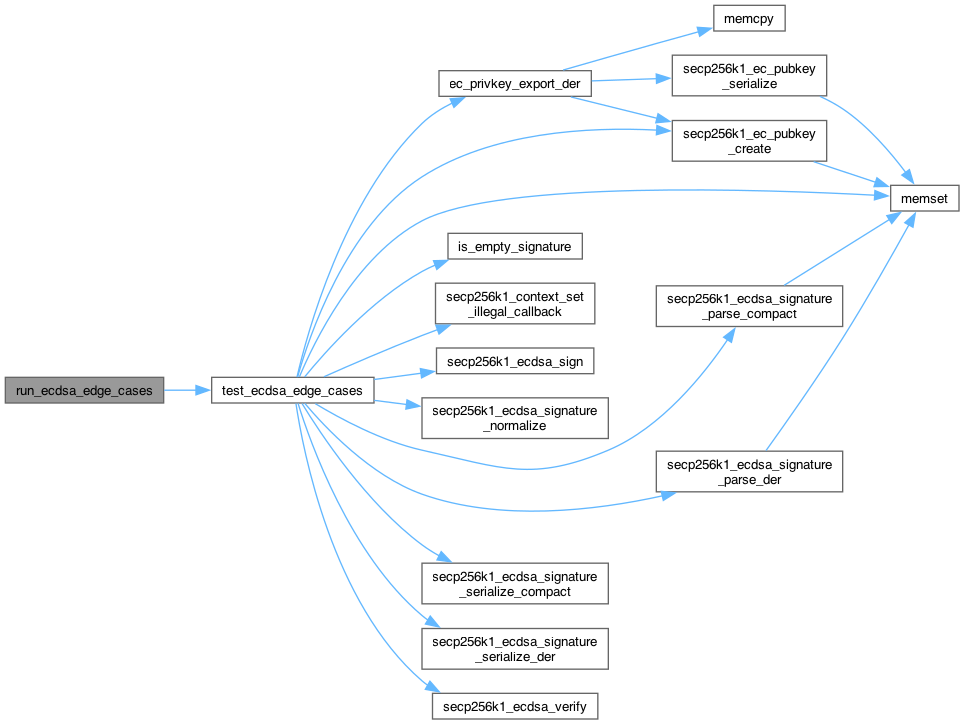 memcpy
ec_privkey_export_der
secp256k1_ec_pubkey
_serialize
secp256k1_ec_pubkey
_create
memset
is_empty_signature
secp256k1_context_set
_illegal_callback
secp256k1_ecdsa_signature
_parse_compact
secp256k1_ecdsa_sign
run_ecdsa_edge_cases
test_ecdsa_edge_cases
secp256k1_ecdsa_signature
_normalize
secp256k1_ecdsa_signature
_parse_der
secp256k1_ecdsa_signature
_serialize_compact
secp256k1_ecdsa_signature
_serialize_der
secp256k1_ecdsa_verify